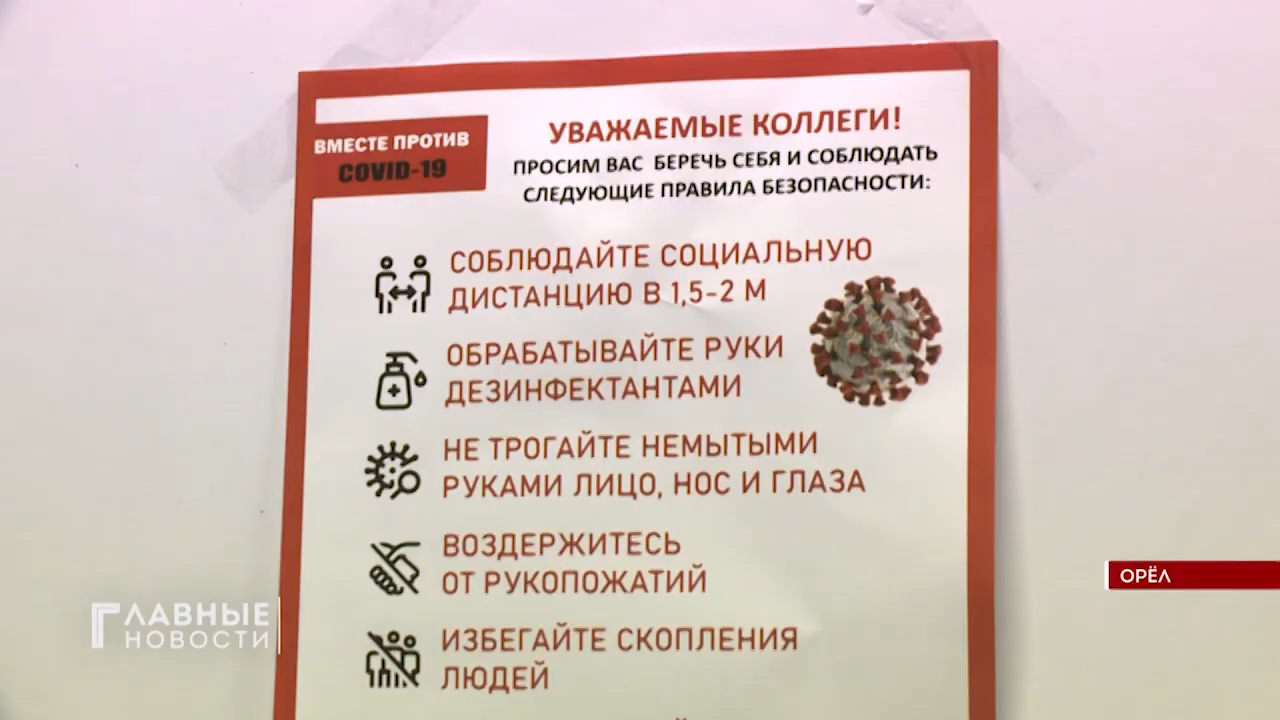 ВМЕСТЕ ПРОТИВ
COVID-19
УВАЖАЕМЫЕ КОЛЛЕГИ!
ПРОСИМ ВАС БЕРЕЧЬ СЕБЯ И СОБЛЮДАТЬ
СЛЕДУЮЩИЕ ПРАВИЛА БЕЗОПАСНОСТИ:
СОБЛЮДАЙТЕ СОЦИАЛЬНУЮ
ДИСТАНЦИЮ В 1,5-2 М
ОБРАБАТЫВАЙТЕ РУКИ
ДЕЗИНФЕКТАНТАМИ
НЕ ТРОГАЙТЕ НЕМЫТЫМИ
РУКАМИ ЛИЦО, НОС И ГЛАЗА
ВОЗДЕРЖИТЕСЬ
ОТ РУКОПОЖАТИЙ
ИЗБЕГАЙТЕ СКОПЛЕНИЯ
ЛЮДЕЙ
ОРЁЛ
ГЛАВНЫЕ
НОВОСТИ